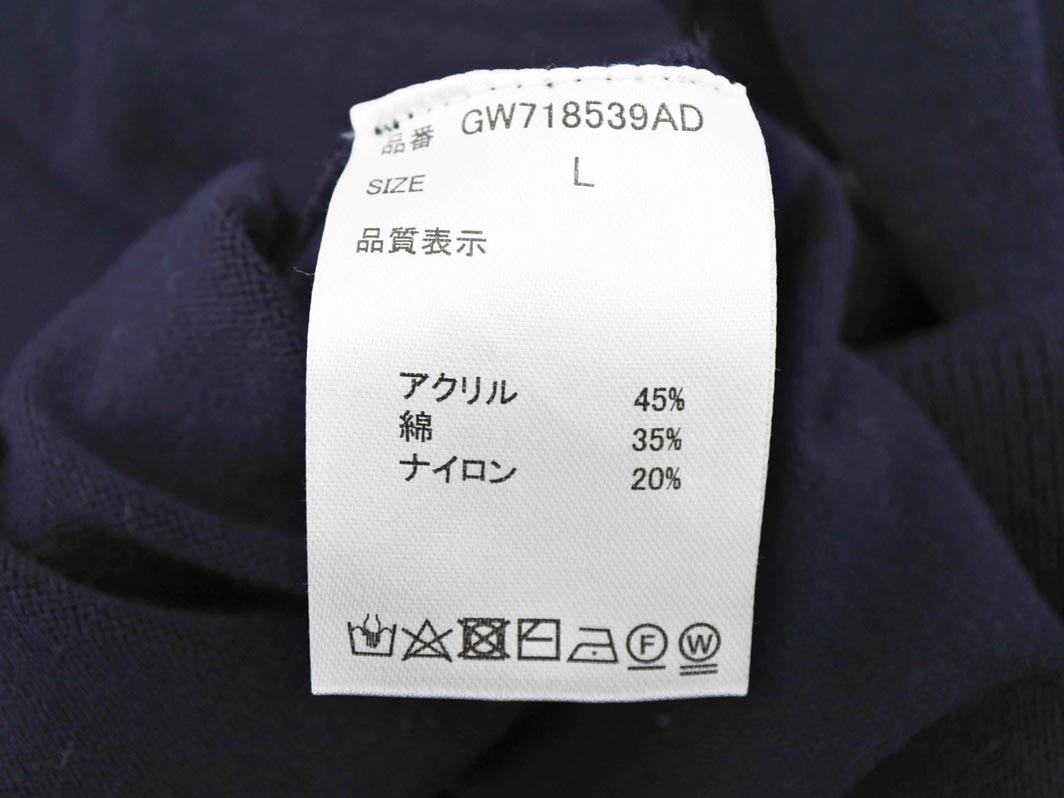 品番 GW718539AD
SIZE L
品質表示
アクリル 45%
綿 35%
ナイロン 20%
F W